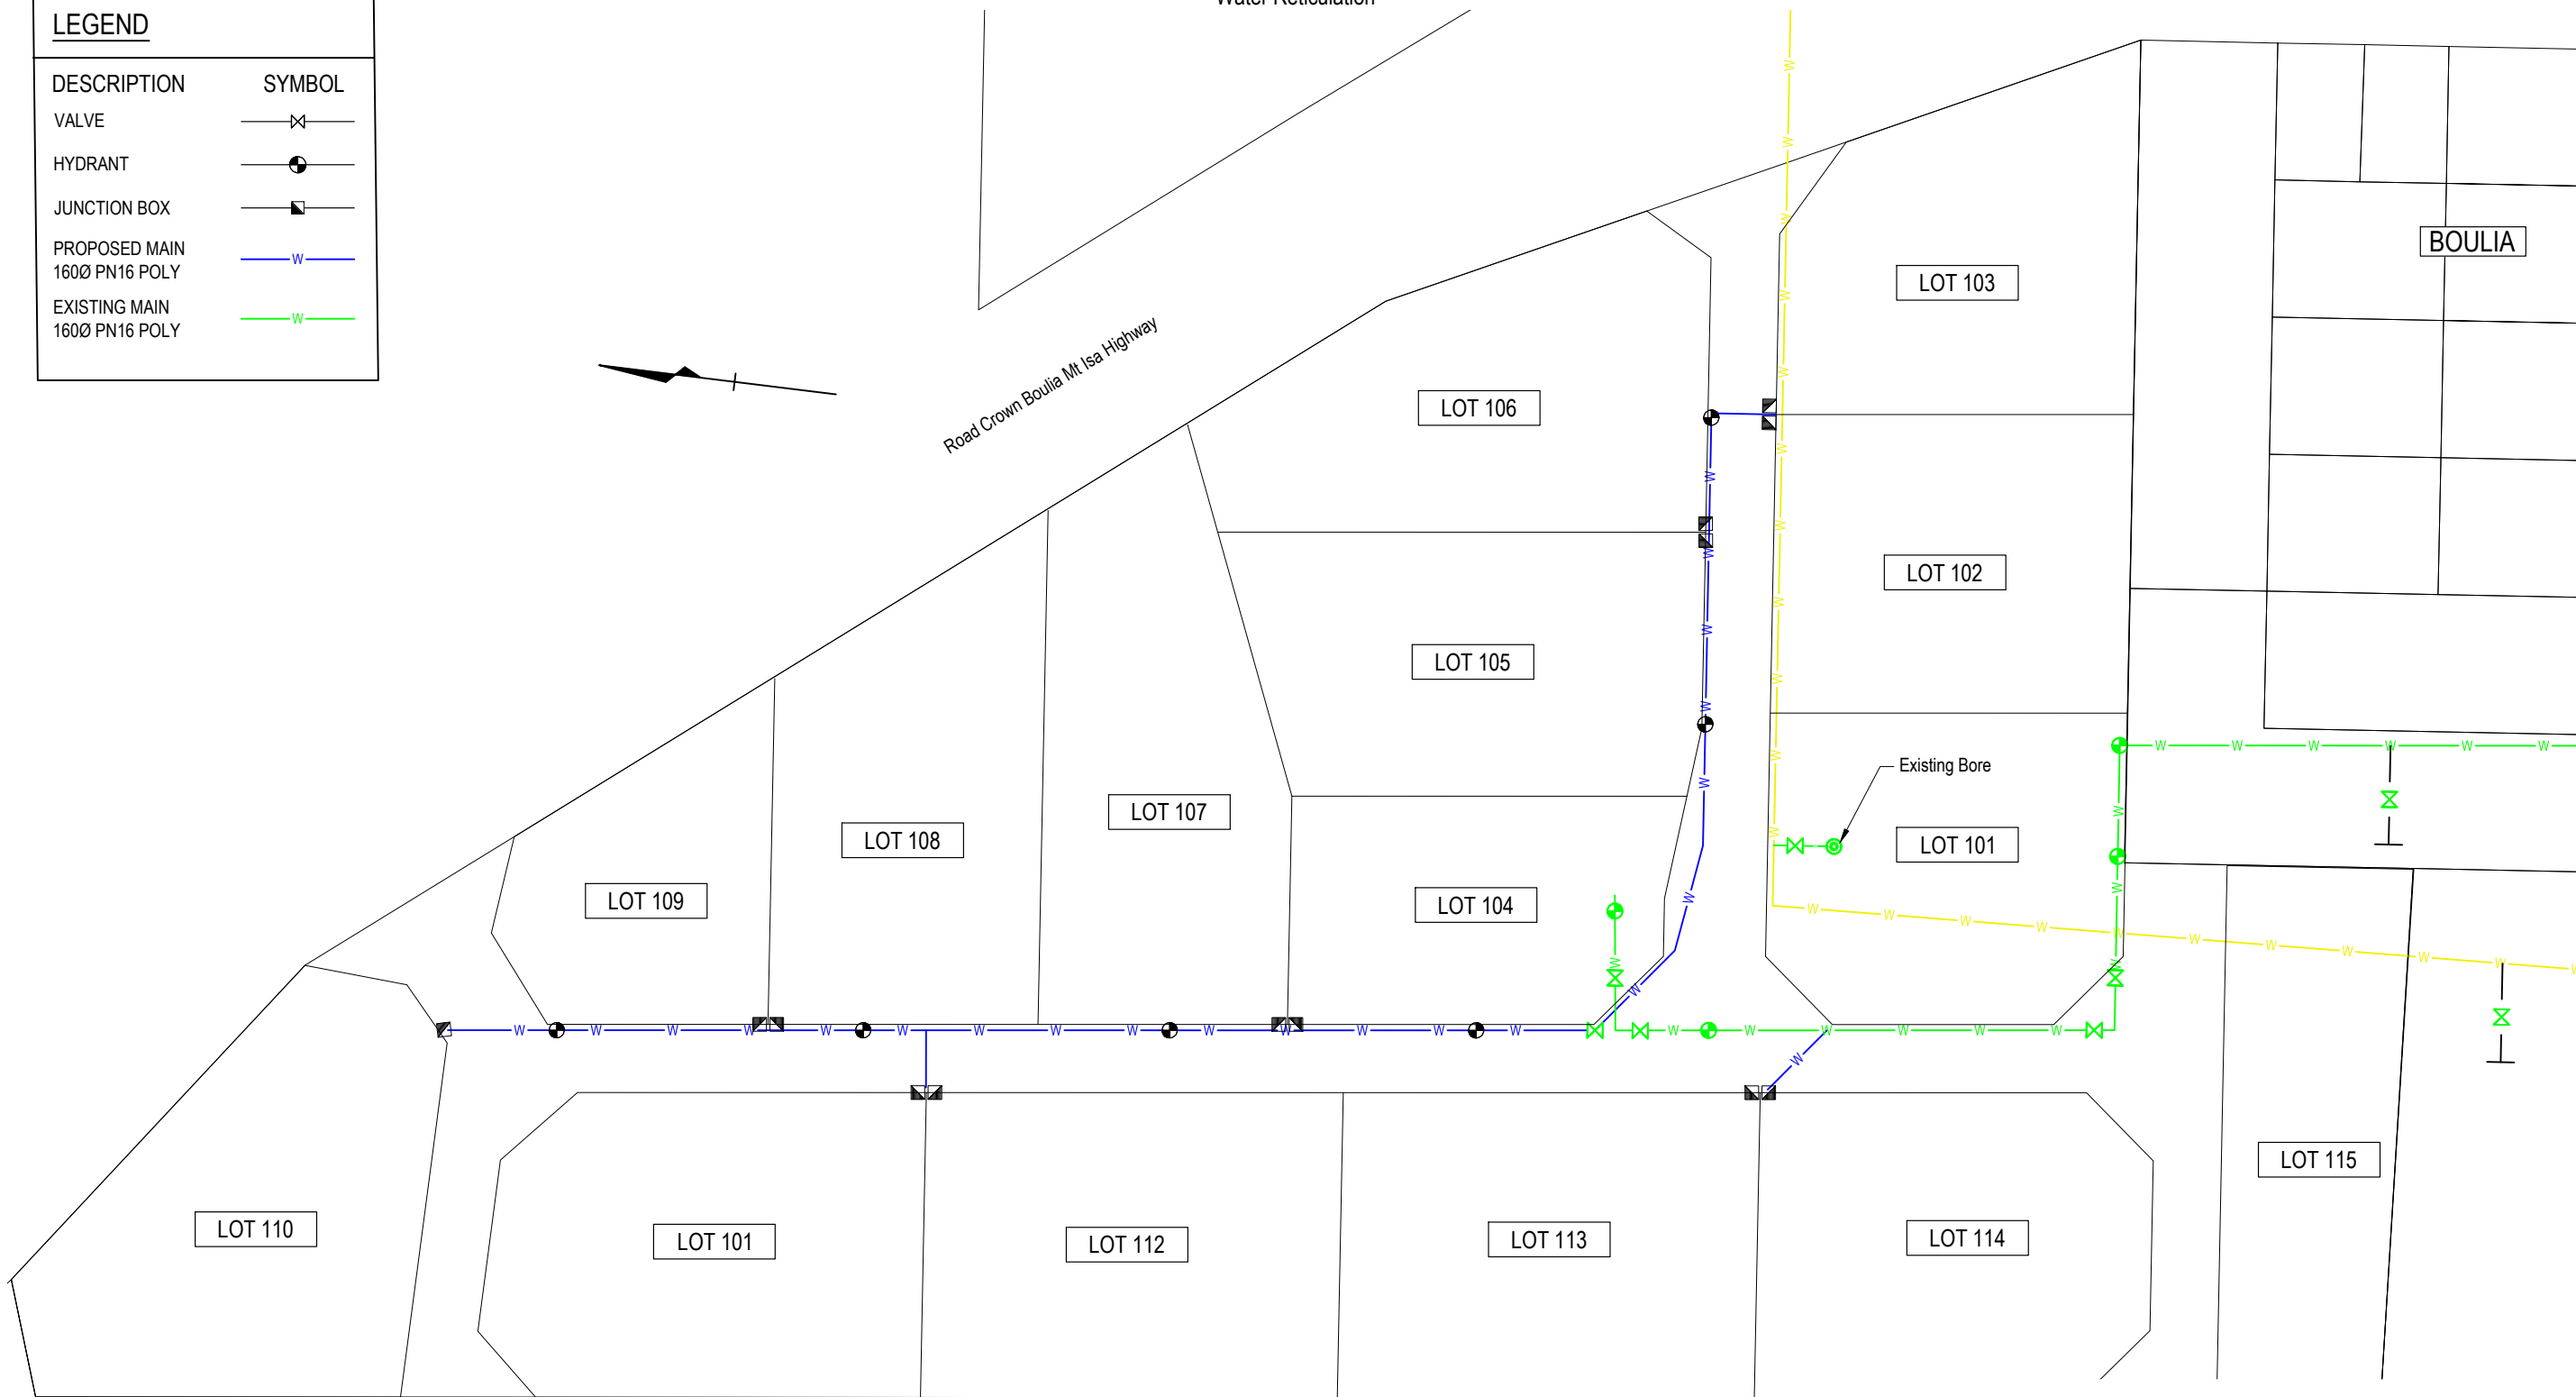 Water Reticulation
LEGEND
DESCRIPTION SYMBOL
VALVE
HYDRANT
JUNCTION BOX
PROPOSED MAIN
160Ø PN16 POLY
W
EXISTING MAIN
160Ø PN16 POLY
W
Road Crown Boulia Mt Isa Highway
BOULIA
LOT 103
LOT 106
LOT 102
LOT 105
Existing Bore
LOT 107
LOT 108
LOT 101
LOT 109
LOT 104
LOT 115
LOT 110
LOT 101
LOT 112
LOT 113
LOT 114